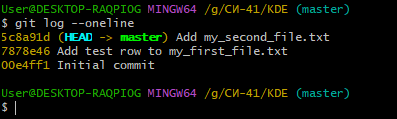 User@DESKTOP-RAQPIOG MINGW64 /g/СИ-41/KDE (master)
$ git log --oneline
5c8a91d (HEAD -> master) Add my_second_file.txt
7878e46 Add test row to my_first_file.txt
00e4ff1 Initial commit
User@DESKTOP-RAQPIOG MINGW64 /g/СИ-41/KDE (master)
$